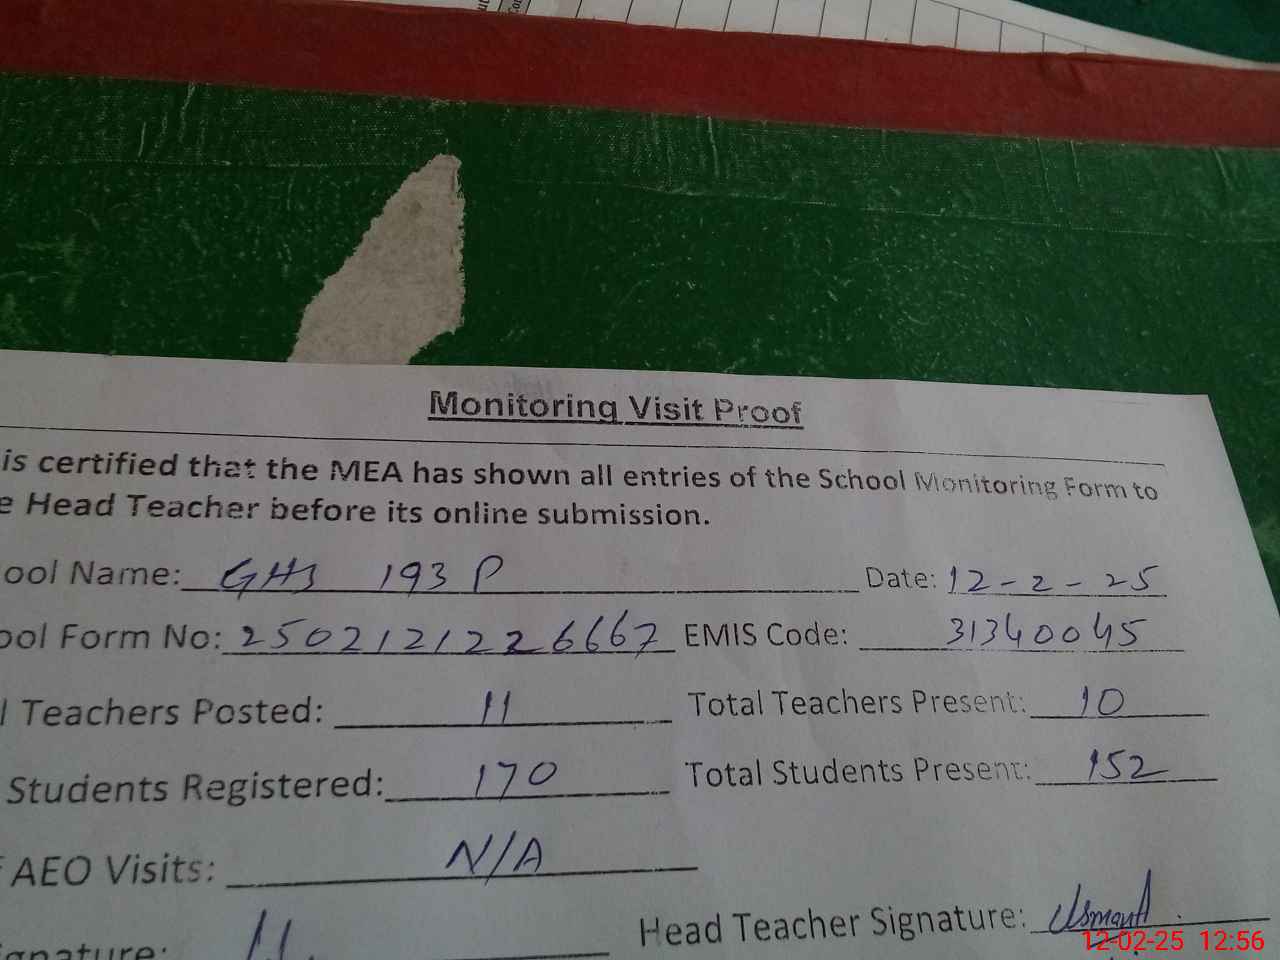 Monitoring Visit Proof
is certified that the MEA has shown all entries of the School Monitoring Form to
e Head Teacher before its online submission.
ool Name: GHS 193 P Date: 12-2-25
ool Form No: 2502121226667 EMIS Code: 31340045
l Teachers Posted: 11 Total Teachers Present: 10
Students Registered: 170 Total Students Present: 152
AEO Visits: N/A
Head Teacher Signature: Usman A
ignature:
12-02-25 12:56